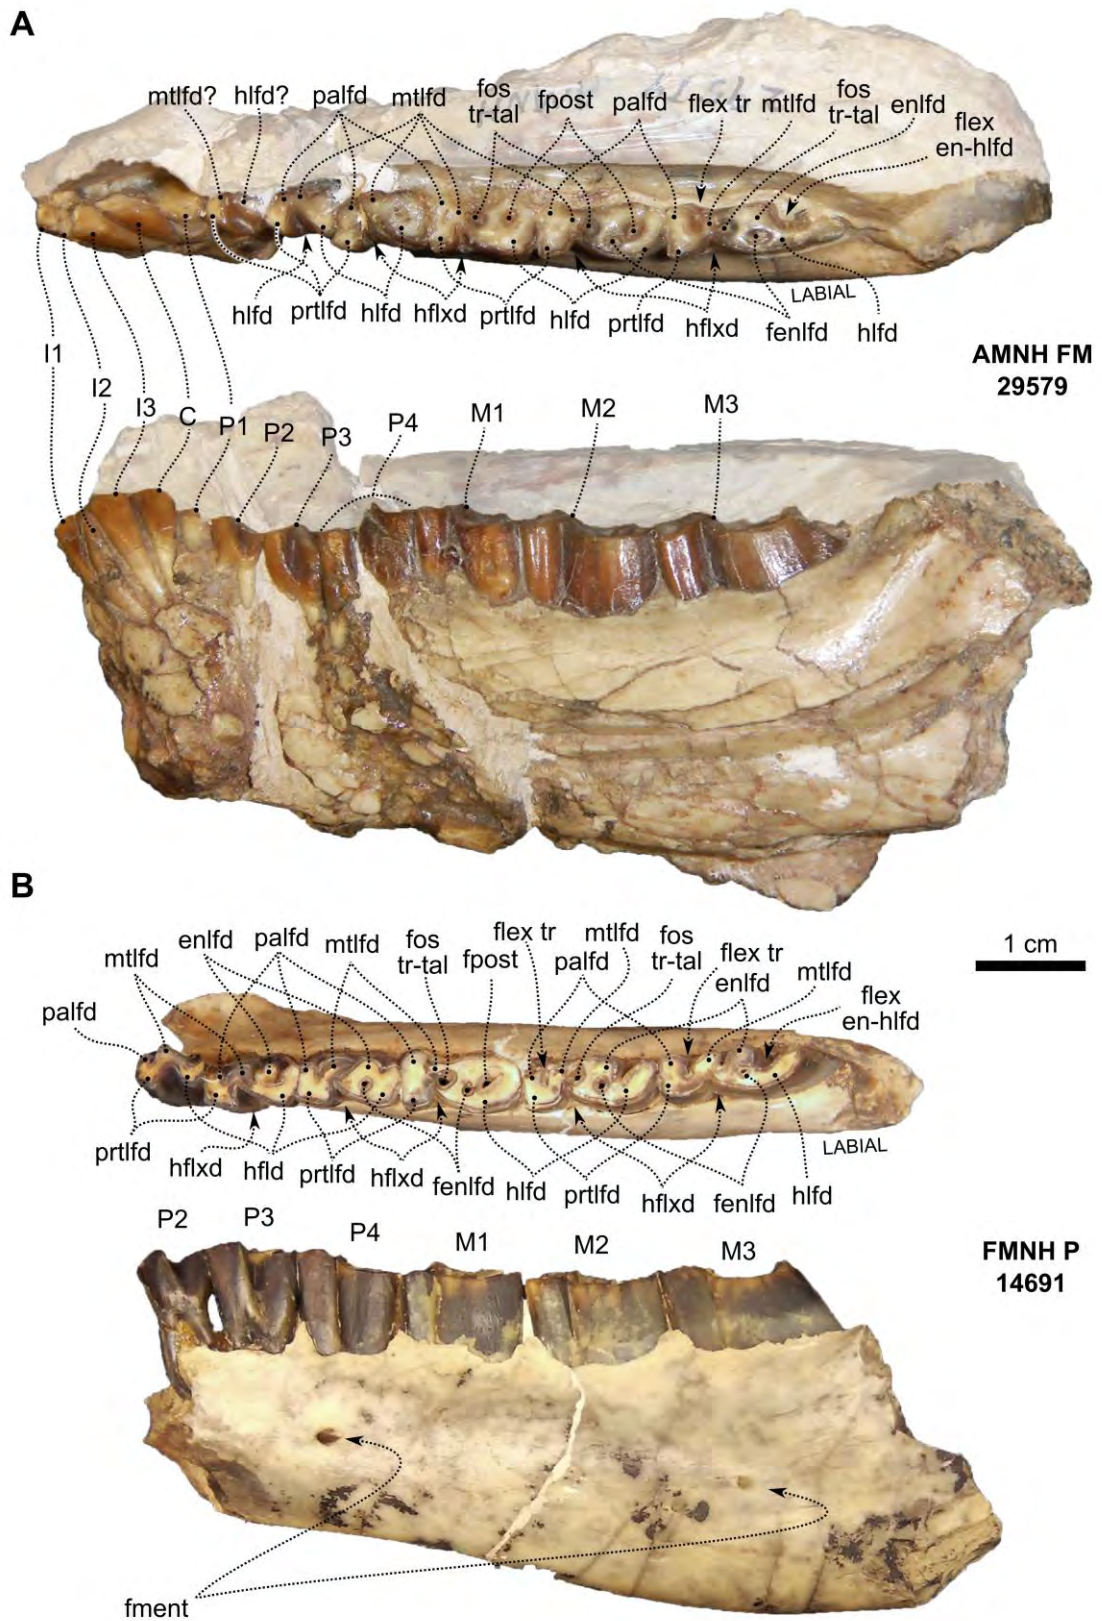 A
mtlfd? hlfd? palfd mtlfd fos tr-tal fpost palfd flex tr mtlfd fos tr-tal enlfd flex en-hlfd
LABIAL
hlfd prtlfd hlfd hflxd prtlfd hlfd prtlfd hflxd fenlfd hlfd
AMNH FM
29579
I1 I2 I3 C P1 P2 P3 P4 M1 M2 M3
B
1 cm
palfd mtlfd enlfd palfd mtlfd fos tr-tal fpost flex tr palfd mtlfd fos tr-tal flex tr enlfd mtlfd flex en-hlfd
LABIAL
prtlfd hflxd hfld prtlfd hflxd fenlfd hlfd prtlfd hflxd fenlfd hlfd
P2 P3 P4 M1 M2 M3
FMNH P
14691
fment